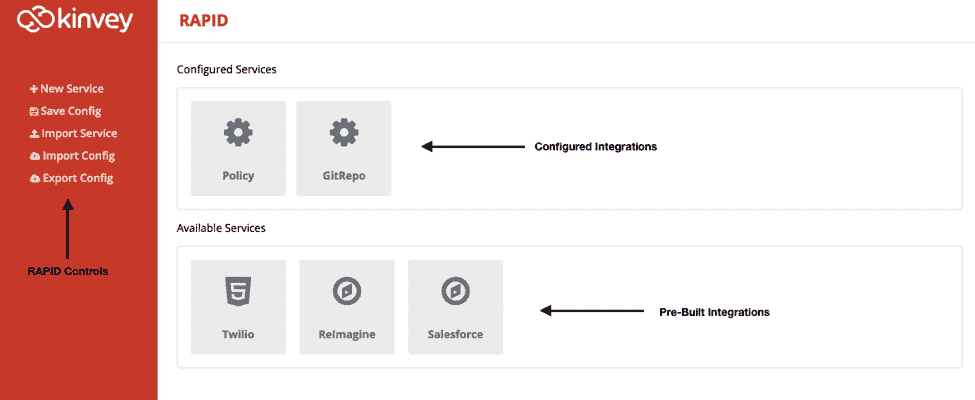 kinvey
RAPID
New Service
Save Config
Import Service
Import Config
Export Config
RAPID Controls
Configured Services
Policy
GitRepo
Configured Integrations
Available Services
Twilio
ReImagine
Salesforce
Pre-Built Integrations